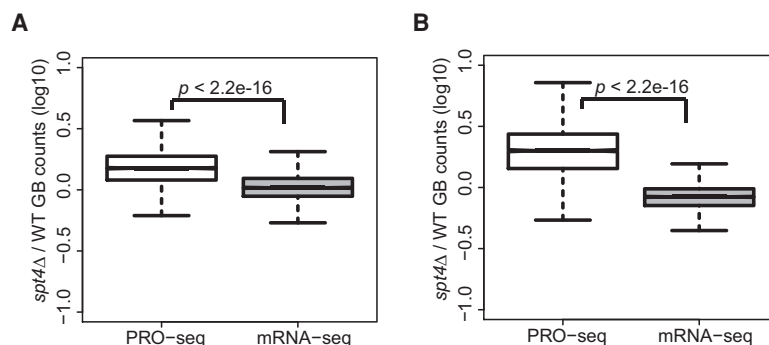 A
spt4Δ / WT GB counts (log10)
1.0
0.5
0.0
−0.5
−1.0
p < 2.2e-16
PRO−seq
mRNA−seq
B
spt4Δ / WT GB counts (log10)
1.0
0.5
0.0
−0.5
−1.0
p < 2.2e-16
PRO−seq
mRNA−seq